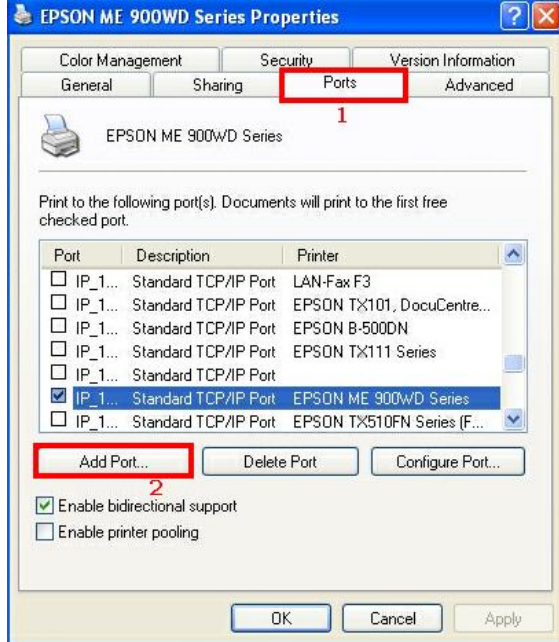 EPSON ME 900WD Series Properties
Color Management Security Version Information
General Sharing Ports Advanced
1
EPSON ME 900WD Series
Print to the following port(s). Documents will print to the first free
checked port.
Port Description Printer
IP_1... Standard TCP/IP Port LAN-Fax F3
IP_1... Standard TCP/IP Port EPSON TX101, DocuCentre...
IP_1... Standard TCP/IP Port EPSON B-500DN
IP_1... Standard TCP/IP Port EPSON TX111 Series
IP_1... Standard TCP/IP Port
IP_1... Standard TCP/IP Port EPSON ME 900WD Series
IP_1... Standard TCP/IP Port EPSON TX510FN Series (F...
Add Port... Delete Port Configure Port...
2
Enable bidirectional support
Enable printer pooling
OK Cancel Apply